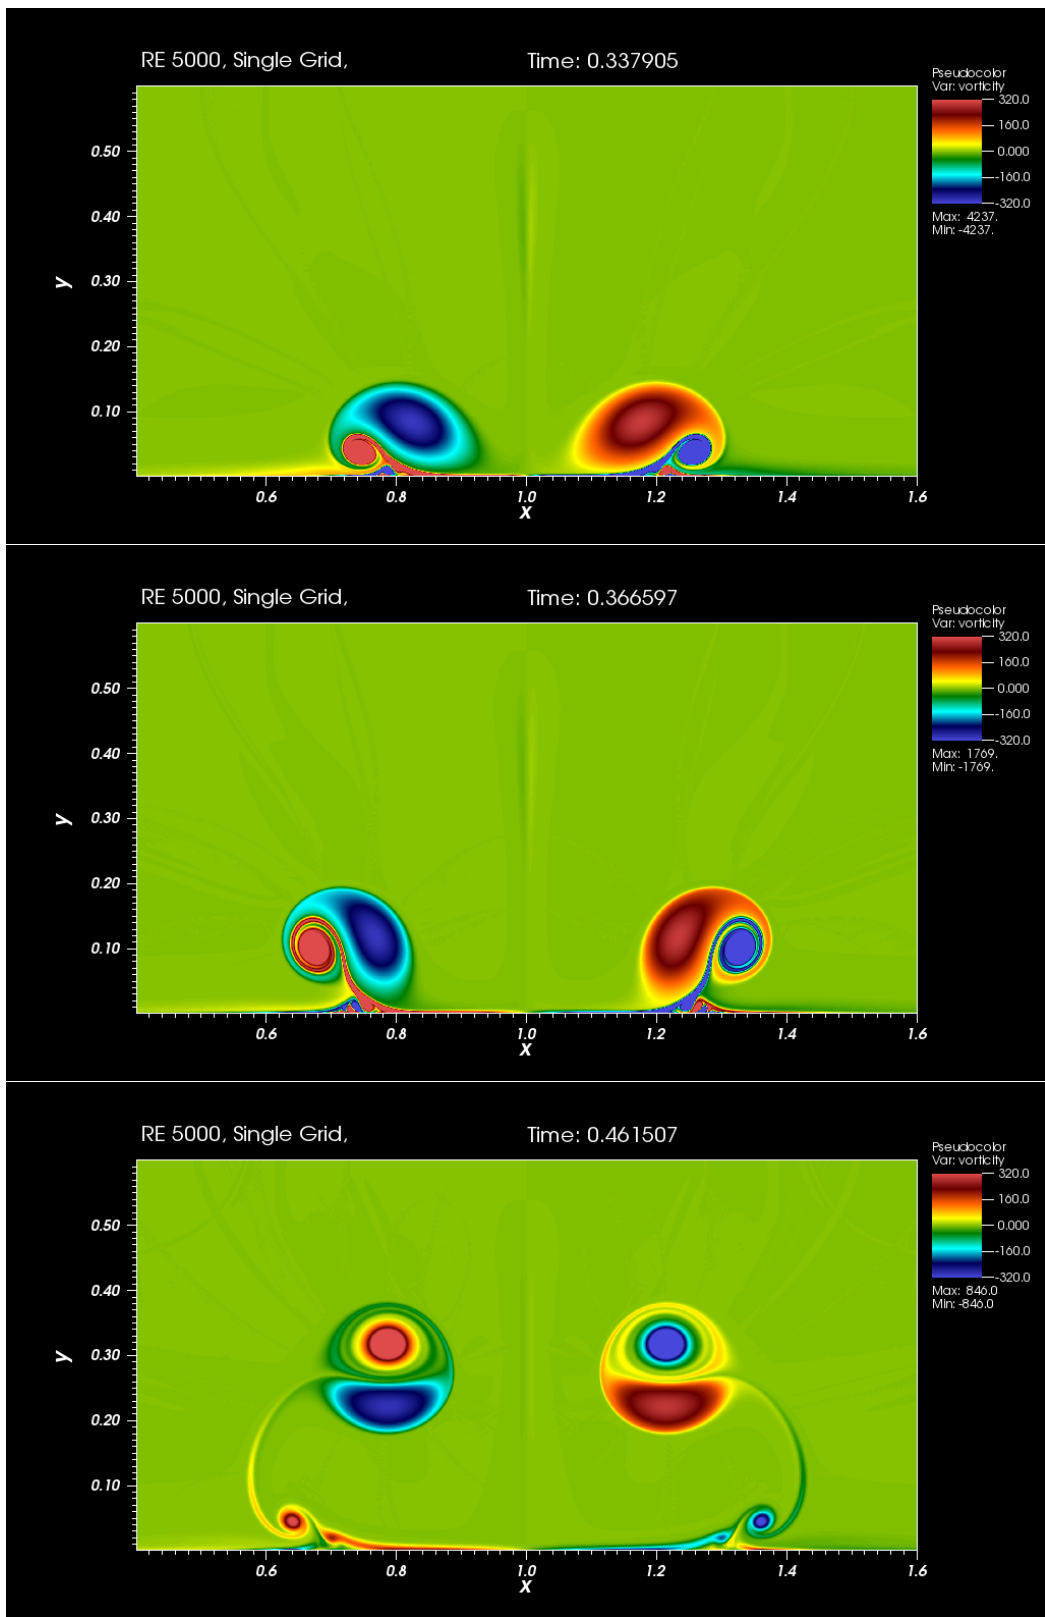 RE 5000, Single Grid, Time: 0.337905
Pseudocolor
Var: vorticity
320.0
160.0
0.000
-160.0
-320.0
Max: 4237.
Min: -4237.
0.50
0.40
0.30
0.20
0.10
y
0.6 0.8 1.0 1.2 1.4 1.6
X
RE 5000, Single Grid, Time: 0.366597
Pseudocolor
Var: vorticity
320.0
160.0
0.000
-160.0
-320.0
Max: 1769.
Min: -1769.
0.50
0.40
0.30
0.20
0.10
y
0.6 0.8 1.0 1.2 1.4 1.6
X
RE 5000, Single Grid, Time: 0.461507
Pseudocolor
Var: vorticity
320.0
160.0
0.000
-160.0
-320.0
Max: 846.0
Min: -846.0
0.50
0.40
0.30
0.20
0.10
y
0.6 0.8 1.0 1.2 1.4 1.6
X